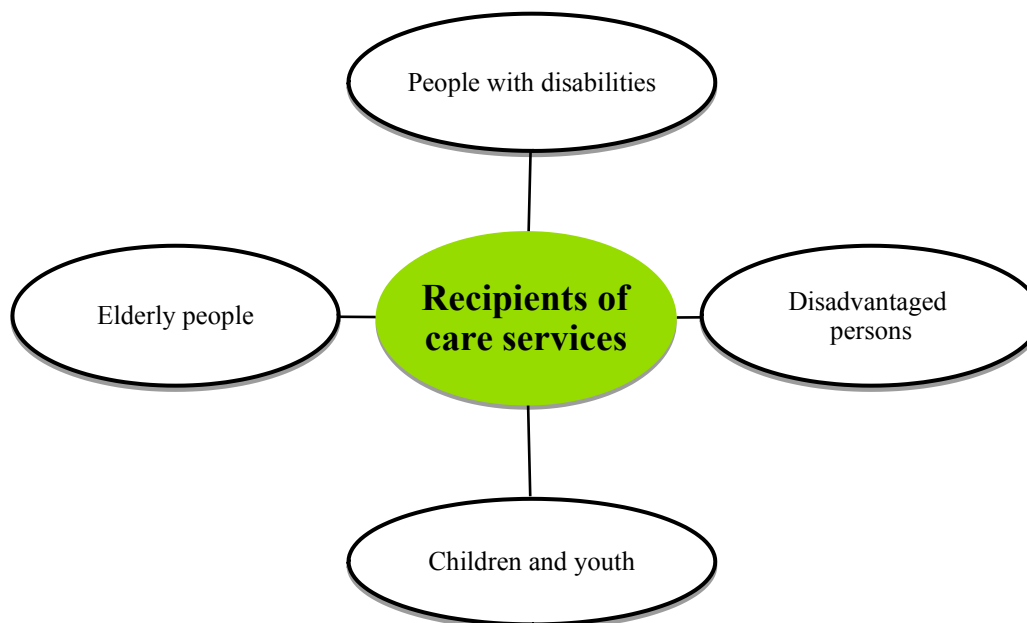 People with disabilities
Elderly people
Recipients of
care services
Disadvantaged
persons
Children and youth